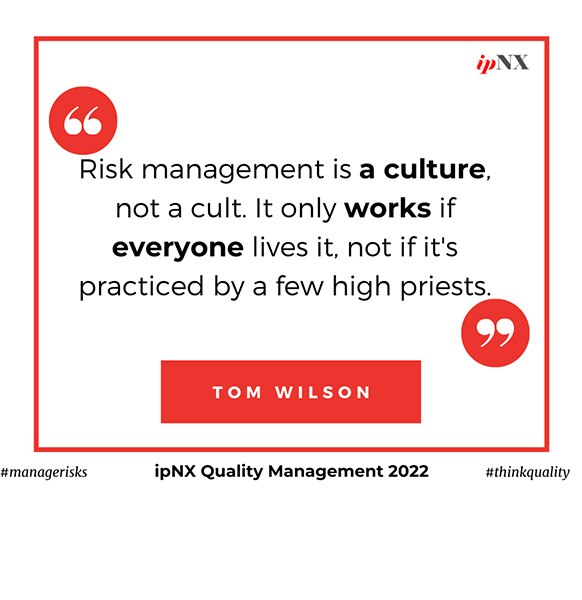 ipNX
“
Risk management is a culture,
not a cult. It only works if
everyone lives it, not if it's
practiced by a few high priests.
”
TOM WILSON
#managerisks ipNX Quality Management 2022 #thinkquality